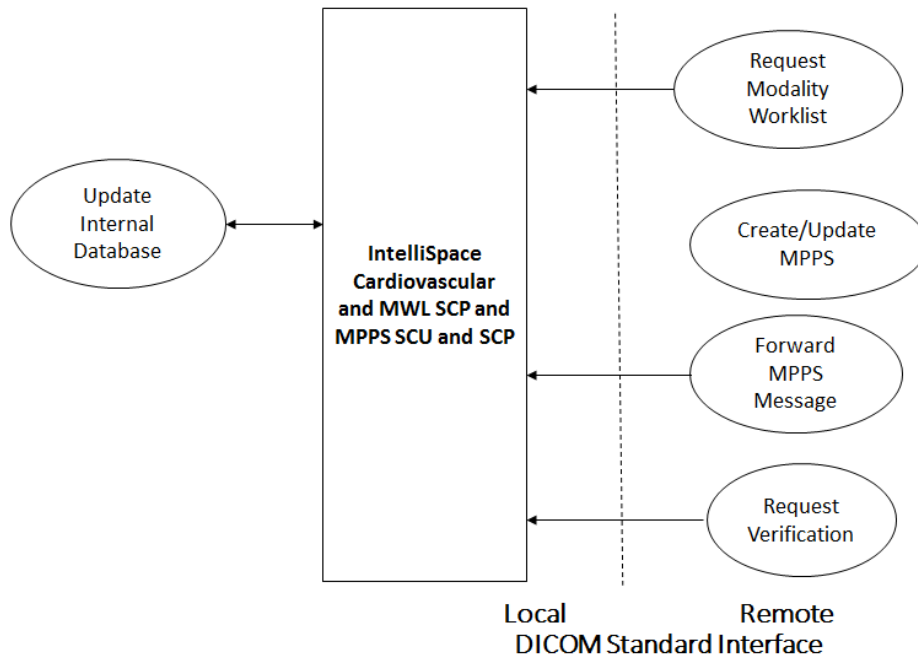 Update
Internal
Database
IntelliSpace
Cardiovascular
and MWL SCP and
MPPS SCU and SCP
Request
Modality
Worklist
Create/Update
MPPS
Forward
MPPS
Message
Request
Verification
Local Remote
DICOM Standard Interface